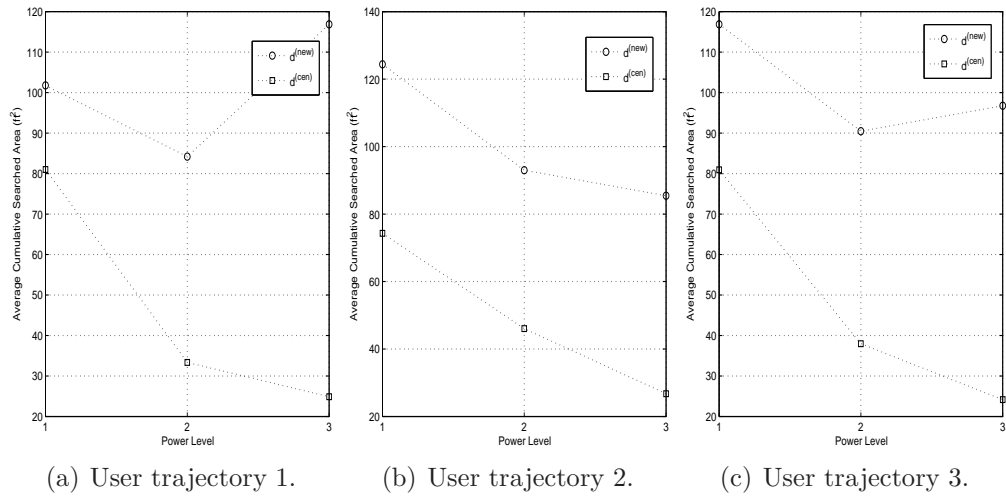 120
110
100
90
80
70
60
50
40
30
20
Average Cumulative Searched Area (ft²)
1
2
3
Power Level
d^(new)
d^(cen)
(a) User trajectory 1.
140
120
100
80
60
40
20
Average Cumulative Searched Area (ft²)
1
2
3
Power Level
d^(new)
d^(cen)
(b) User trajectory 2.
120
110
100
90
80
70
60
50
40
30
20
Average Cumulative Searched Area (ft²)
1
2
3
Power Level
d^(new)
d^(cen)
(c) User trajectory 3.